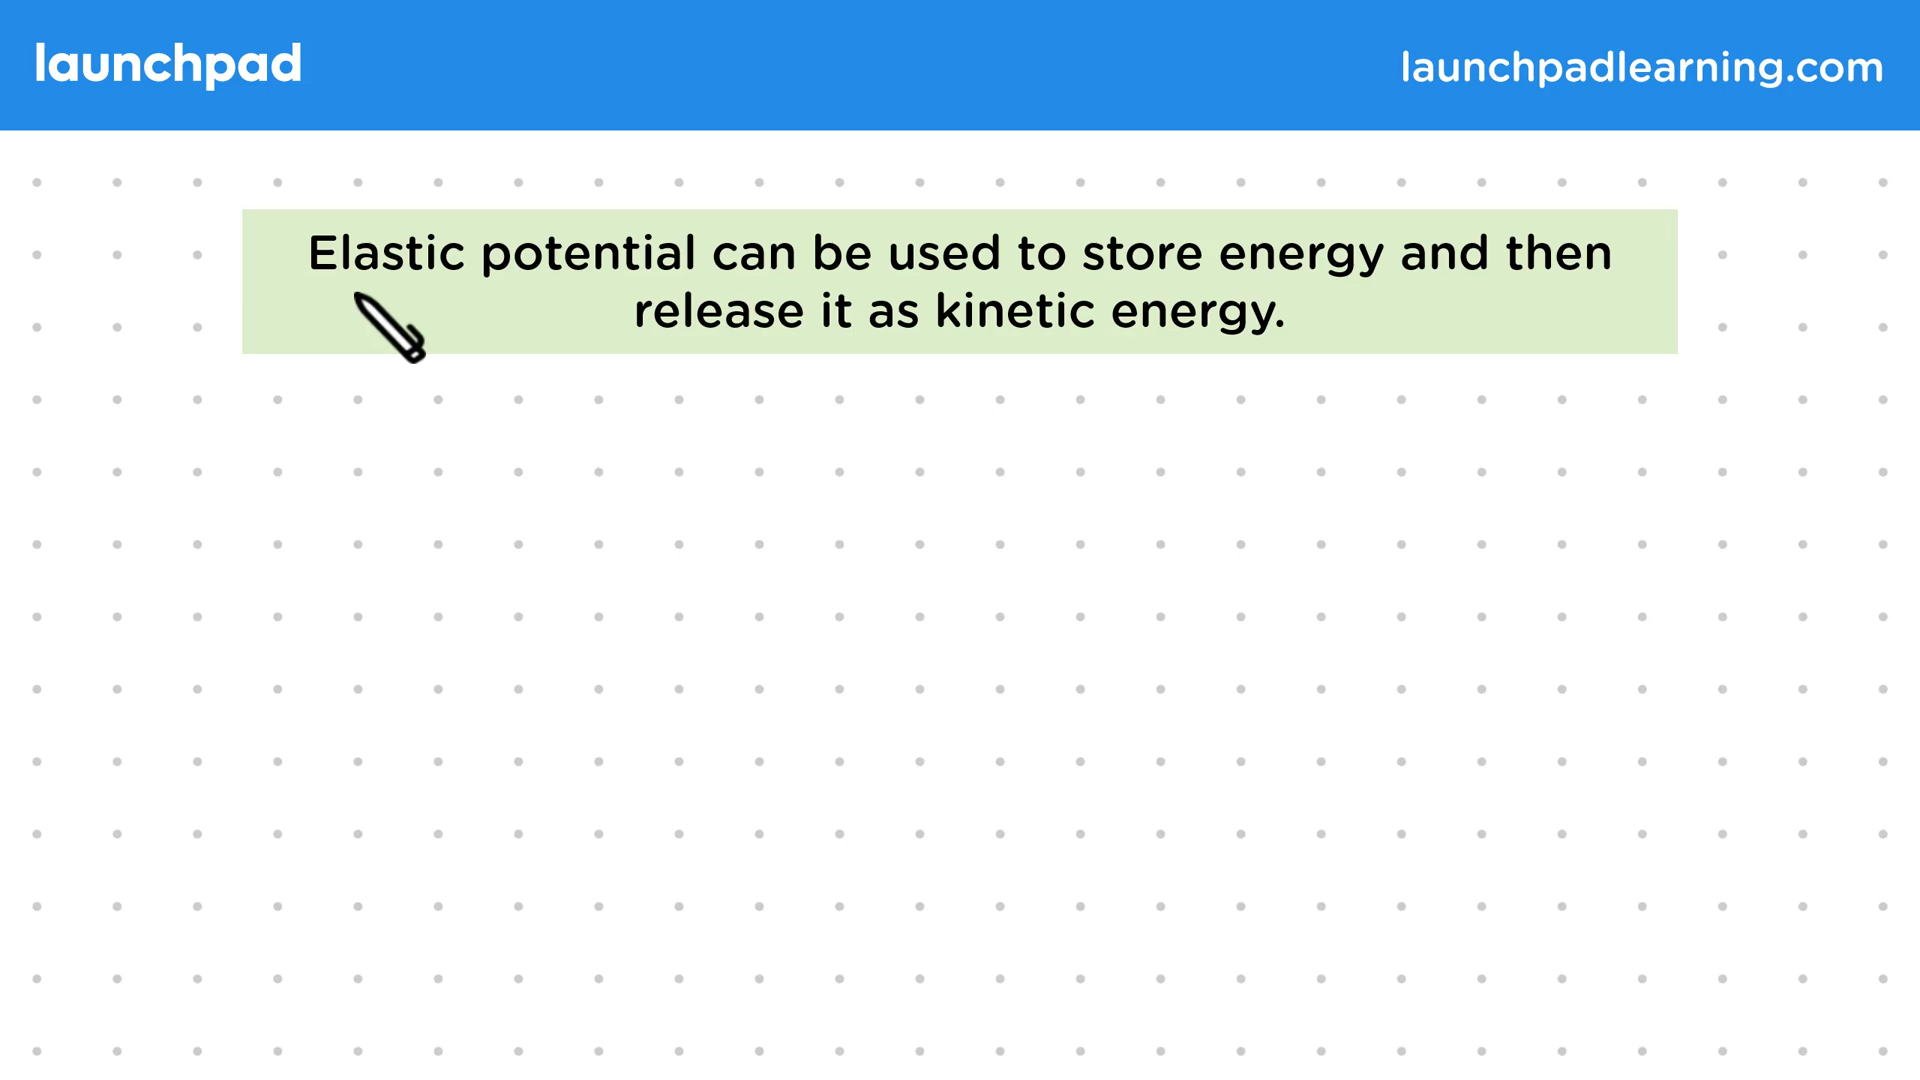 launchpad
launchpadlearning.com
Elastic potential can be used to store energy and then
release it as kinetic energy.